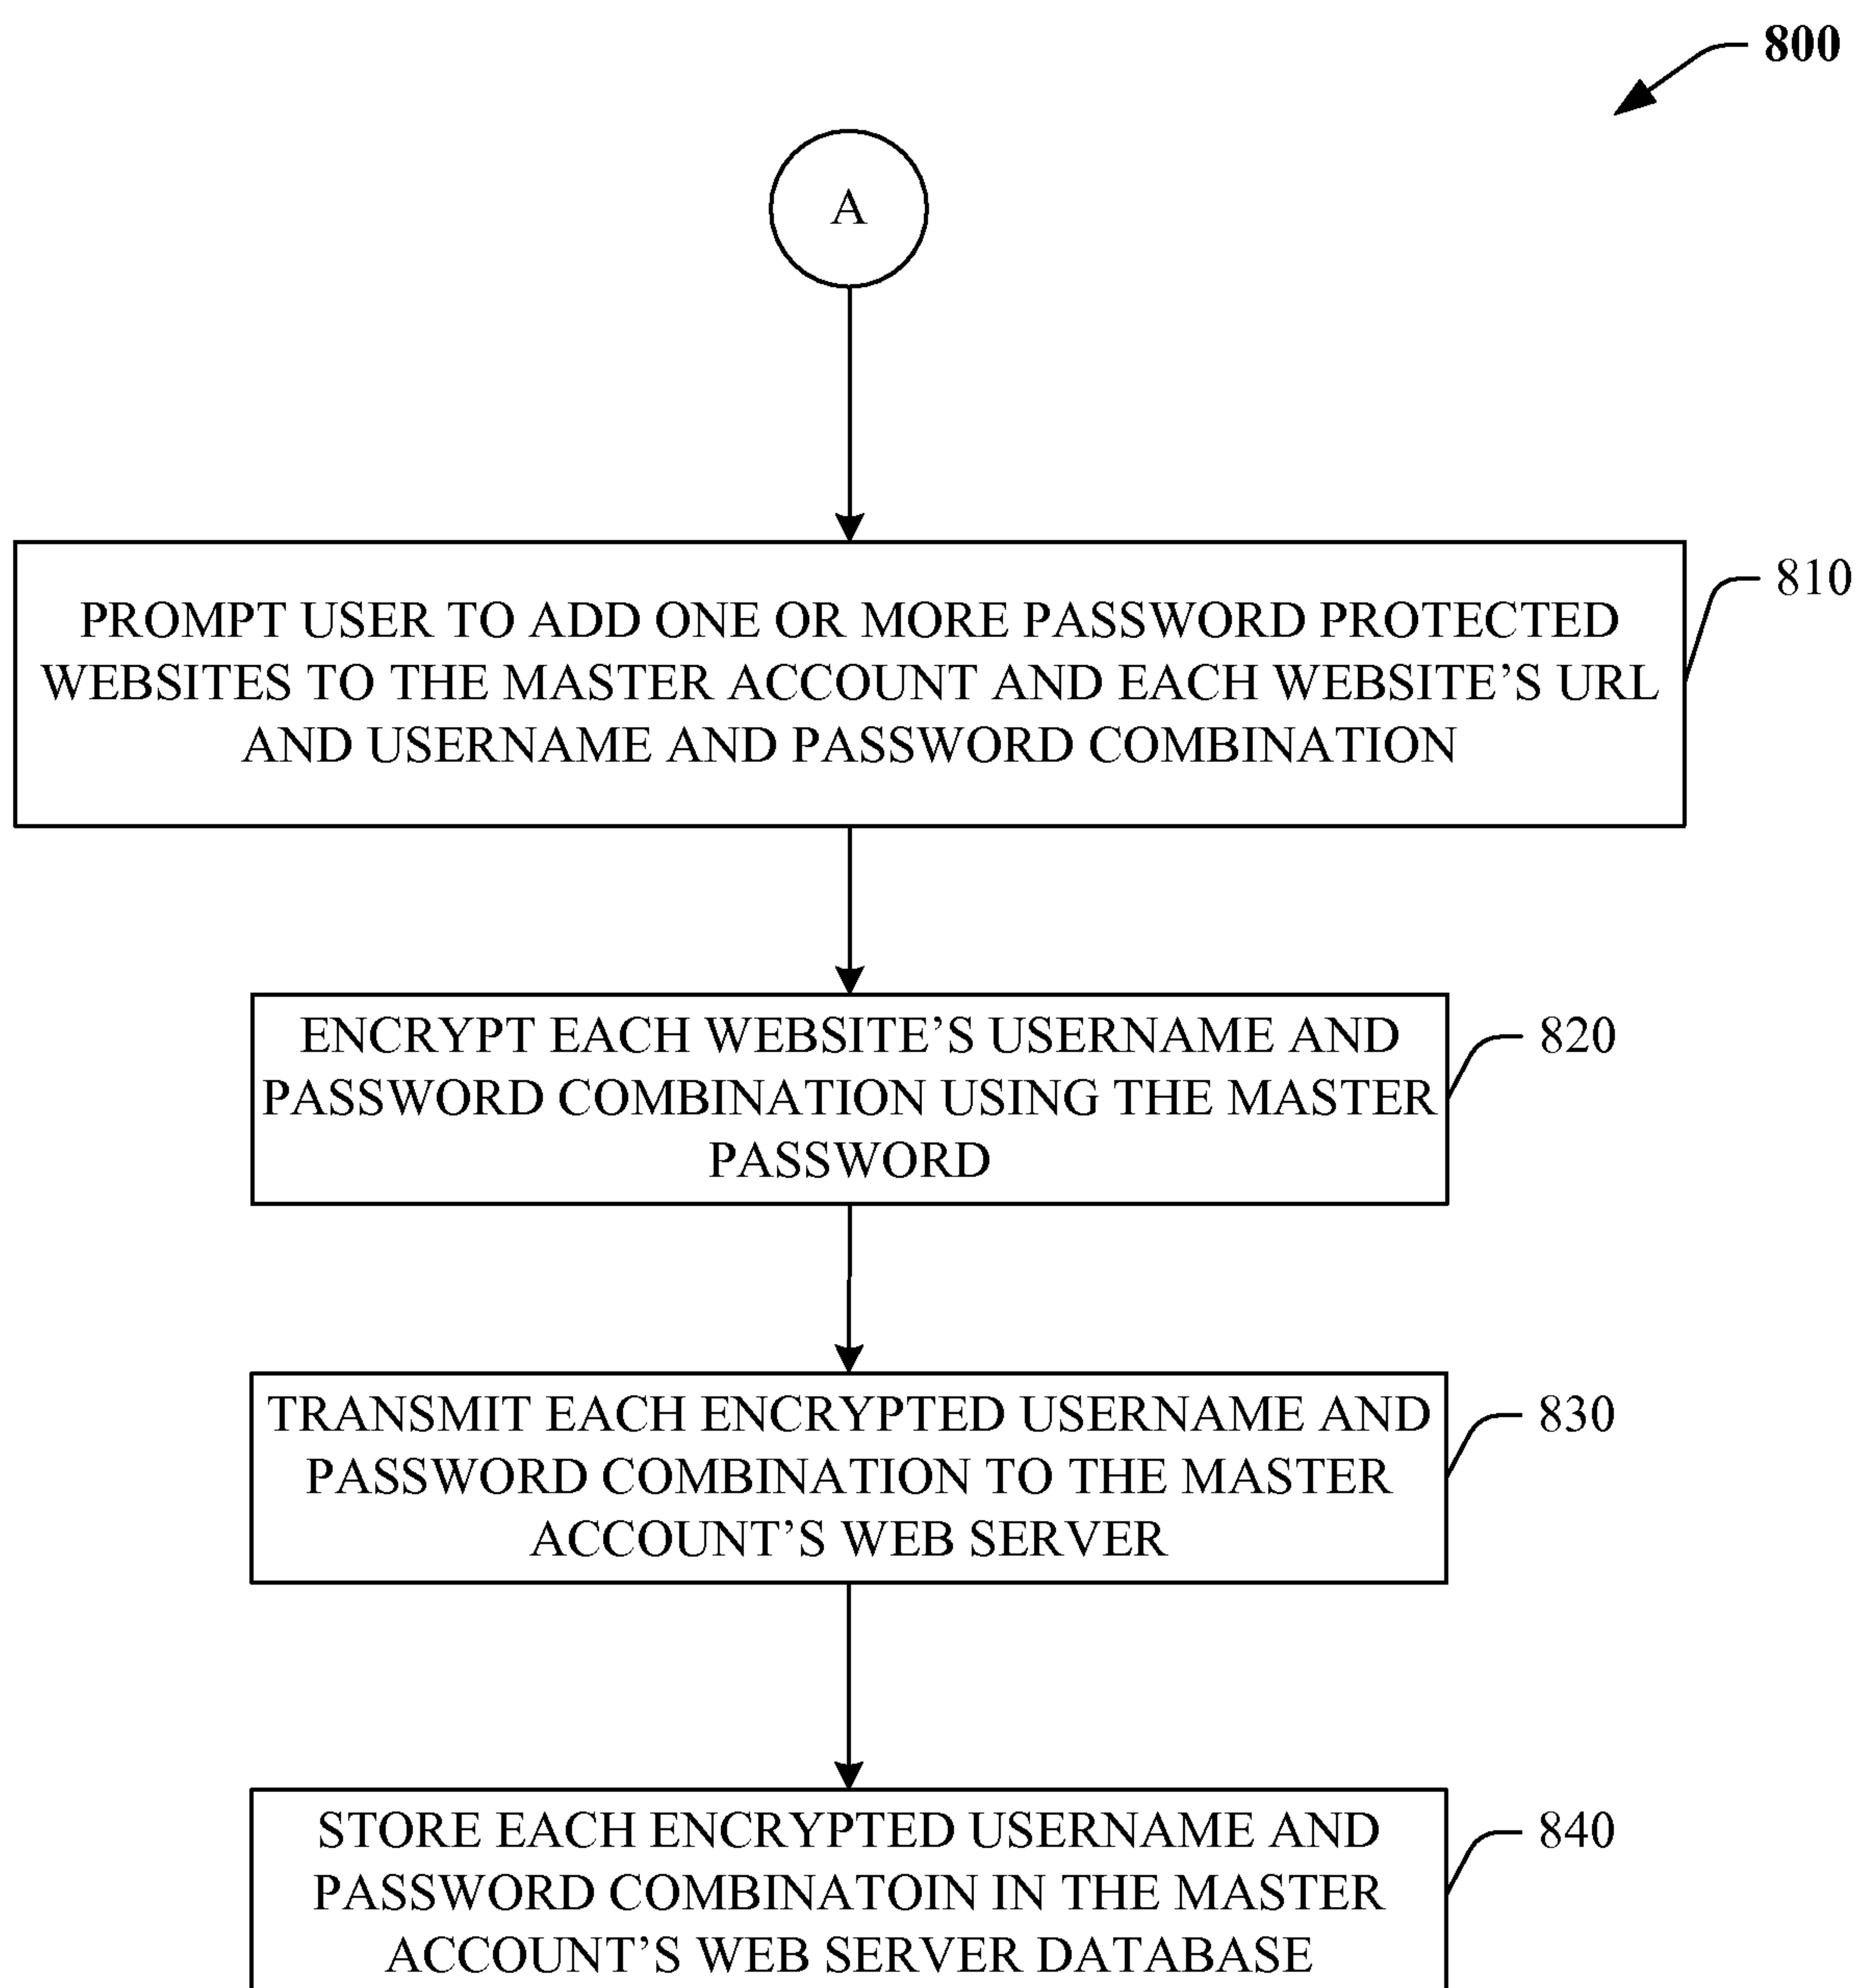 800
A
810
PROMPT USER TO ADD ONE OR MORE PASSWORD PROTECTED
WEBSITES TO THE MASTER ACCOUNT AND EACH WEBSITE’S URL
AND USERNAME AND PASSWORD COMBINATION
820
ENCRYPT EACH WEBSITE’S USERNAME AND
PASSWORD COMBINATION USING THE MASTER
PASSWORD
830
TRANSMIT EACH ENCRYPTED USERNAME AND
PASSWORD COMBINATION TO THE MASTER
ACCOUNT’S WEB SERVER
840
STORE EACH ENCRYPTED USERNAME AND
PASSWORD COMBINATOIN IN THE MASTER
ACCOUNT’S WEB SERVER DATABASE